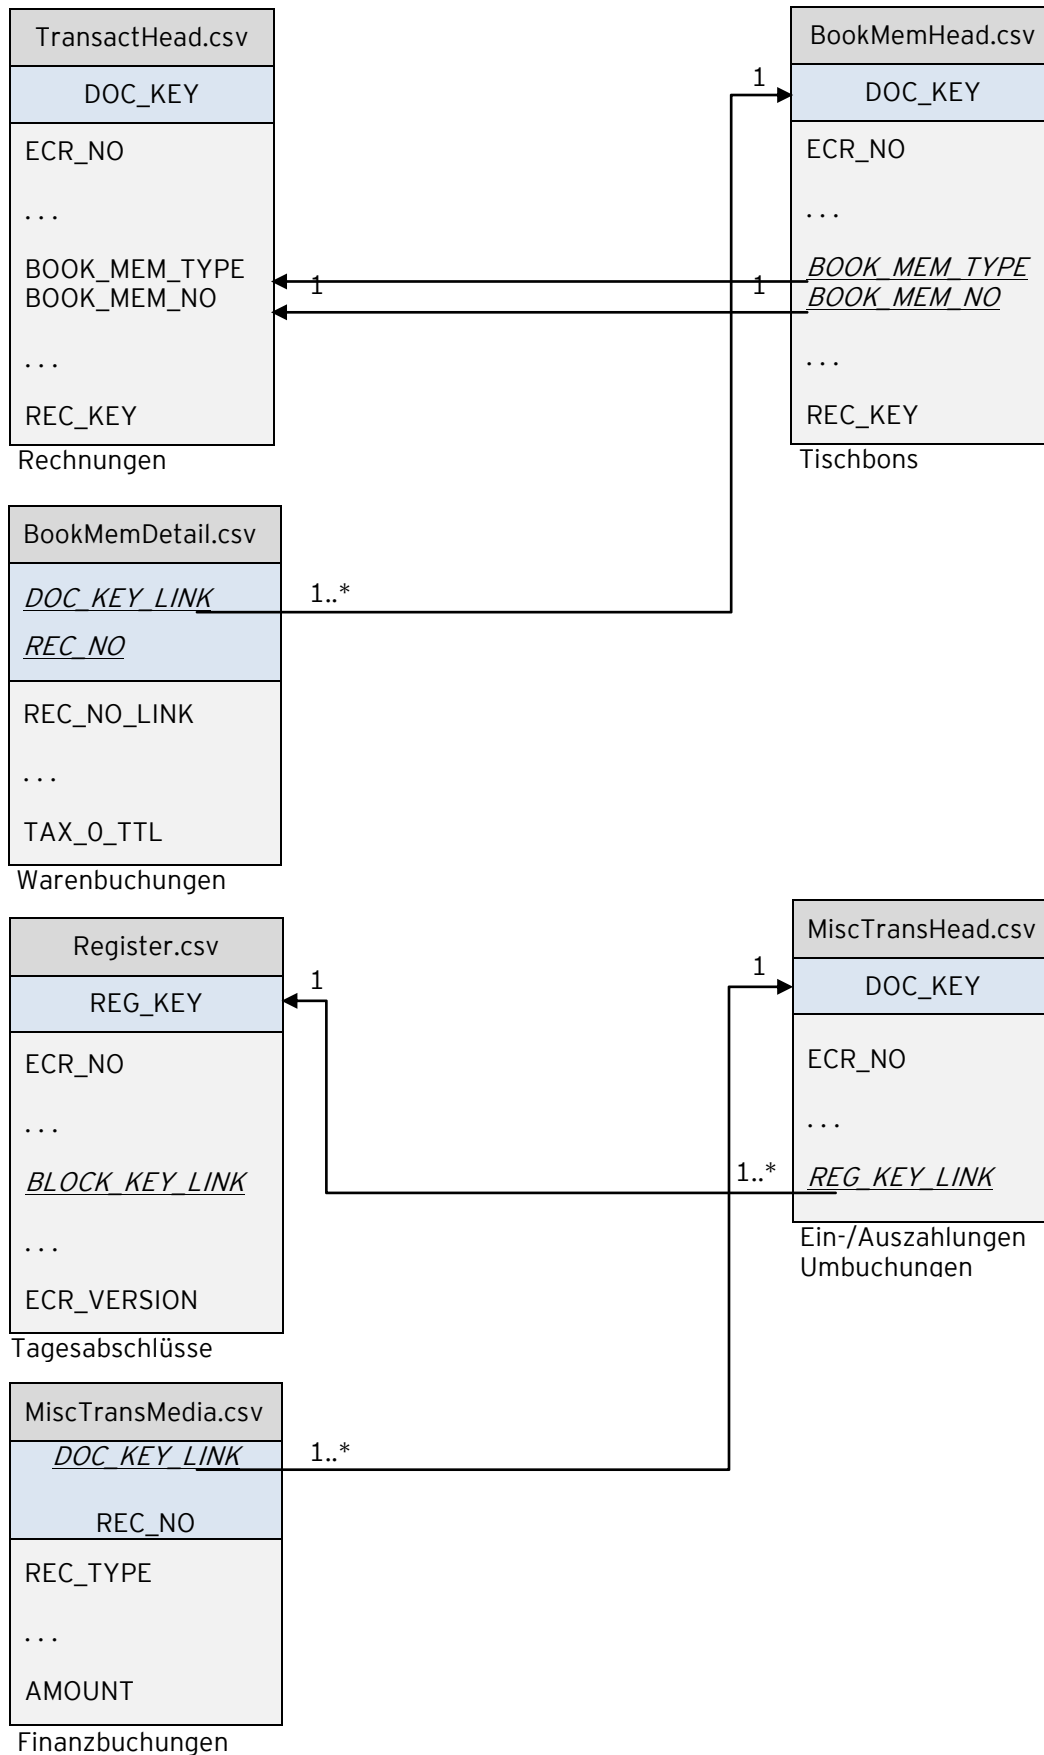 TransactHead.csv
DOC_KEY
ECR_NO
...
BOOK_MEM_TYPE
BOOK_MEM_NO
...
REC_KEY
Rechnungen
BookMemHead.csv
DOC_KEY
ECR_NO
...
BOOK_MEM_TYPE
BOOK_MEM_NO
...
REC_KEY
Tischbons
1
1
1
BookMemDetail.csv
DOC_KEY_LINK
REC_NO
REC_NO_LINK
...
TAX_0_TTL
Warenbuchungen
1..*
Register.csv
REG_KEY
ECR_NO
...
BLOCK_KEY_LINK
...
ECR_VERSION
Tagesabschlüsse
1
1
1..*
MiscTransHead.csv
DOC_KEY
ECR_NO
...
REG_KEY_LINK
Ein-/Auszahlungen
Umbuchungen
MiscTransMedia.csv
DOC_KEY_LINK
REC_NO
REC_TYPE
...
AMOUNT
Finanzbuchungen
1..*